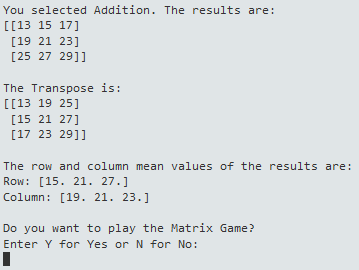 You selected Addition. The results are:
[[13 15 17]
[19 21 23]
[25 27 29]]
The Transpose is:
[[13 19 25]
[15 21 27]
[17 23 29]]
The row and column mean values of the results are:
Row: [15. 21. 27.]
Column: [19. 21. 23.]
Do you want to play the Matrix Game?
Enter Y for Yes or N for No: